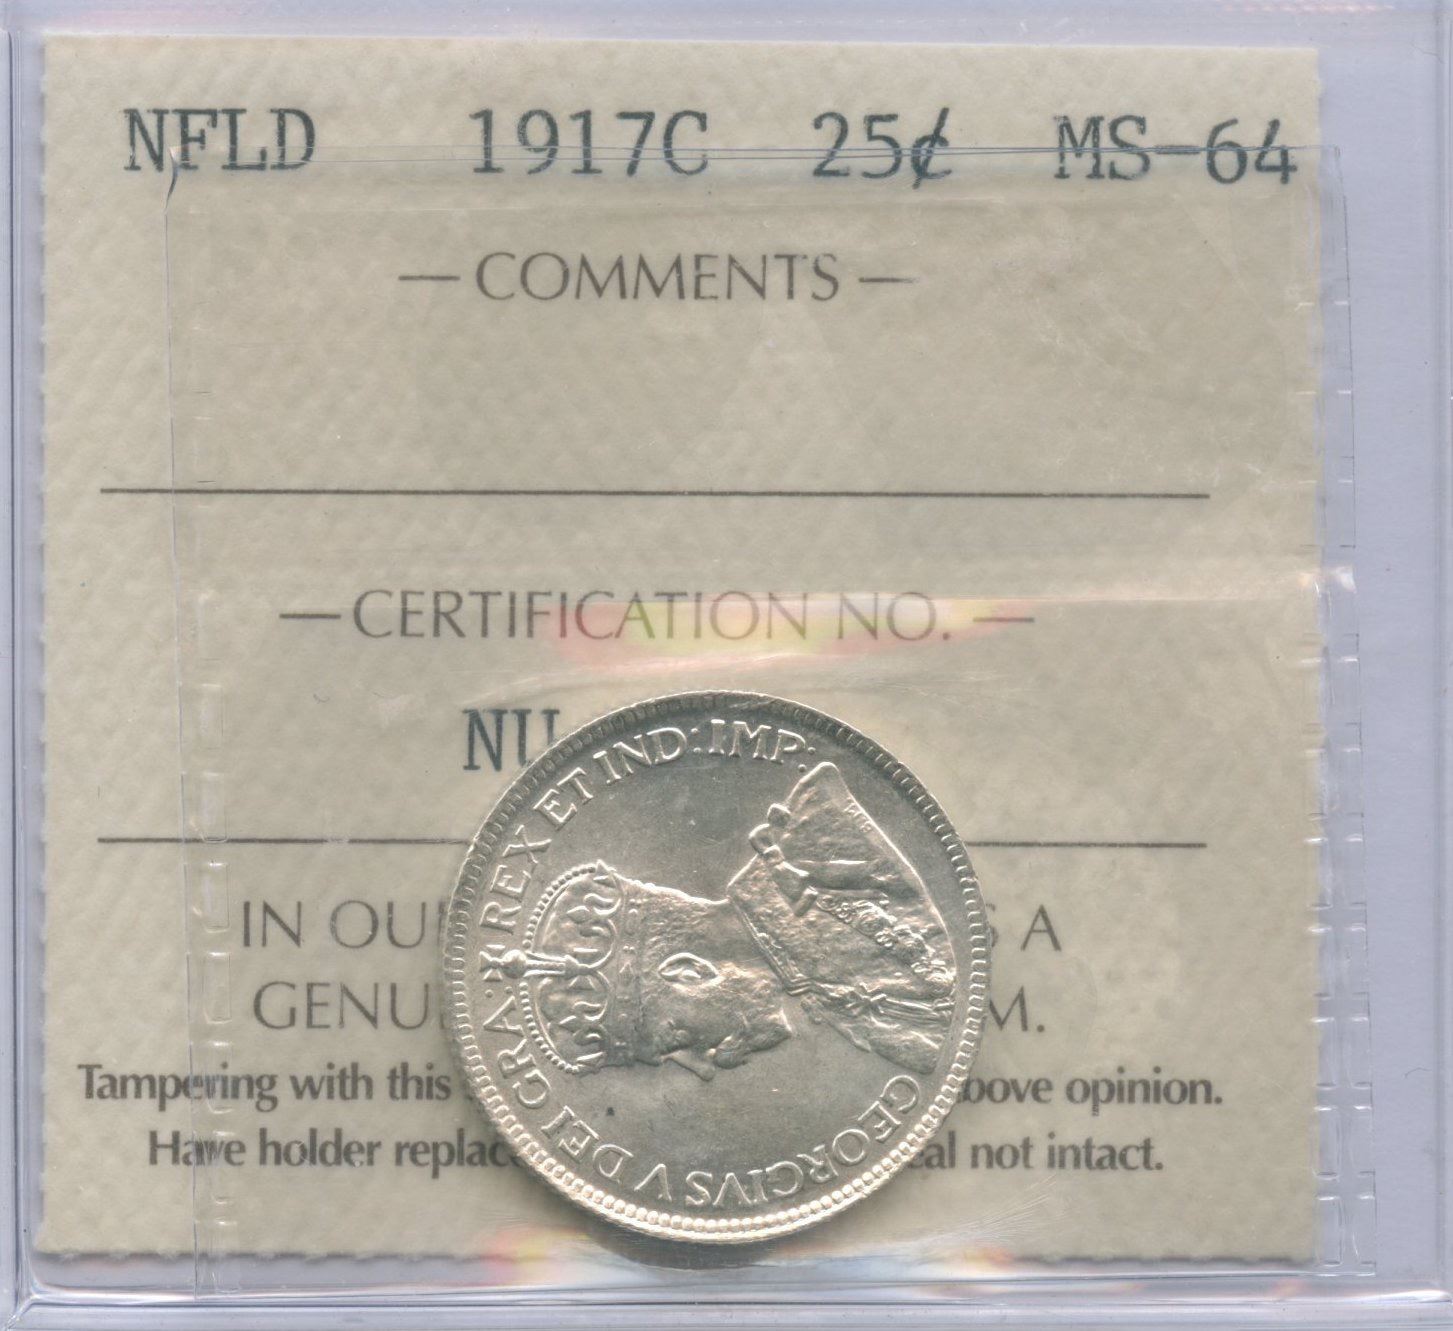 NFLD 1917C 25¢ MS-64
— COMMENTS —
— CERTIFICATION NO. —
NU
IN OU S A
GENU M.
Tampering with this bove opinion.
Have holder replac eal not intact.
GEORGIVS V DEI GRA: REX ET IND: IMP: